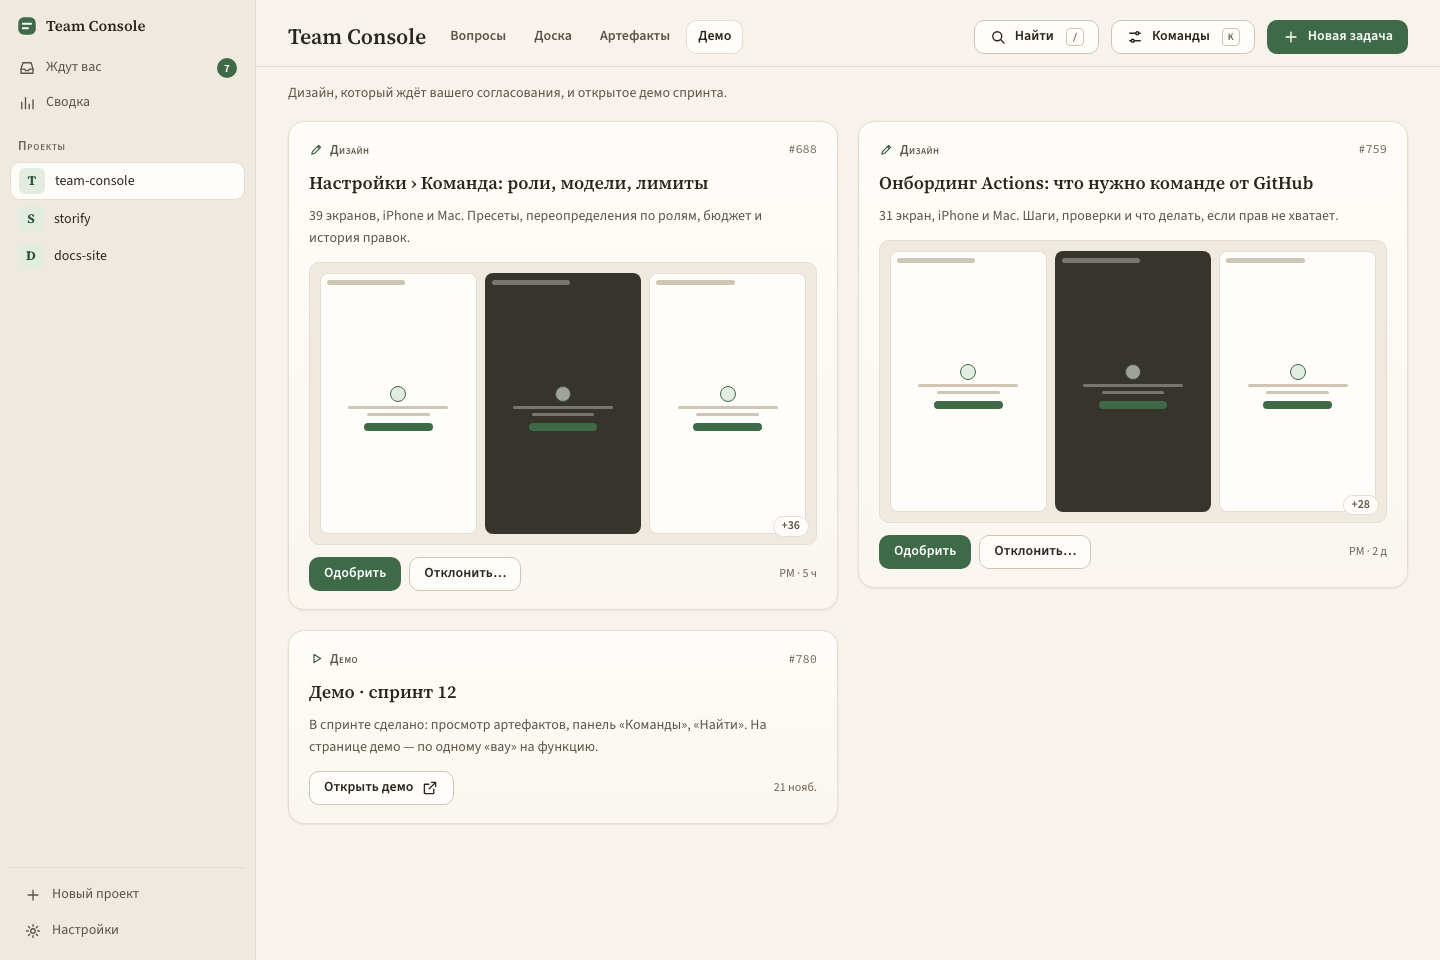 Team Console
Ждут вас
7
Сводка
Проекты
T team-console
S storify
D docs-site
Новый проект
Настройки
Team Console
Вопросы
Доска
Артефакты
Демо
Найти /
Команды K
Новая задача
Дизайн, который ждёт вашего согласования, и открытое демо спринта.
Дизайн
#688
Настройки › Команда: роли, модели, лимиты
39 экранов, iPhone и Mac. Пресеты, переопределения по ролям, бюджет и
история правок.
+36
Одобрить
Отклонить…
PM · 5 ч
Дизайн
#759
Онбординг Actions: что нужно команде от GitHub
31 экран, iPhone и Mac. Шаги, проверки и что делать, если прав не хватает.
+28
Одобрить
Отклонить…
PM · 2 д
Демо
#780
Демо · спринт 12
В спринте сделано: просмотр артефактов, панель «Команды», «Найти». На
странице демо — по одному «вау» на функцию.
Открыть демо
21 нояб.